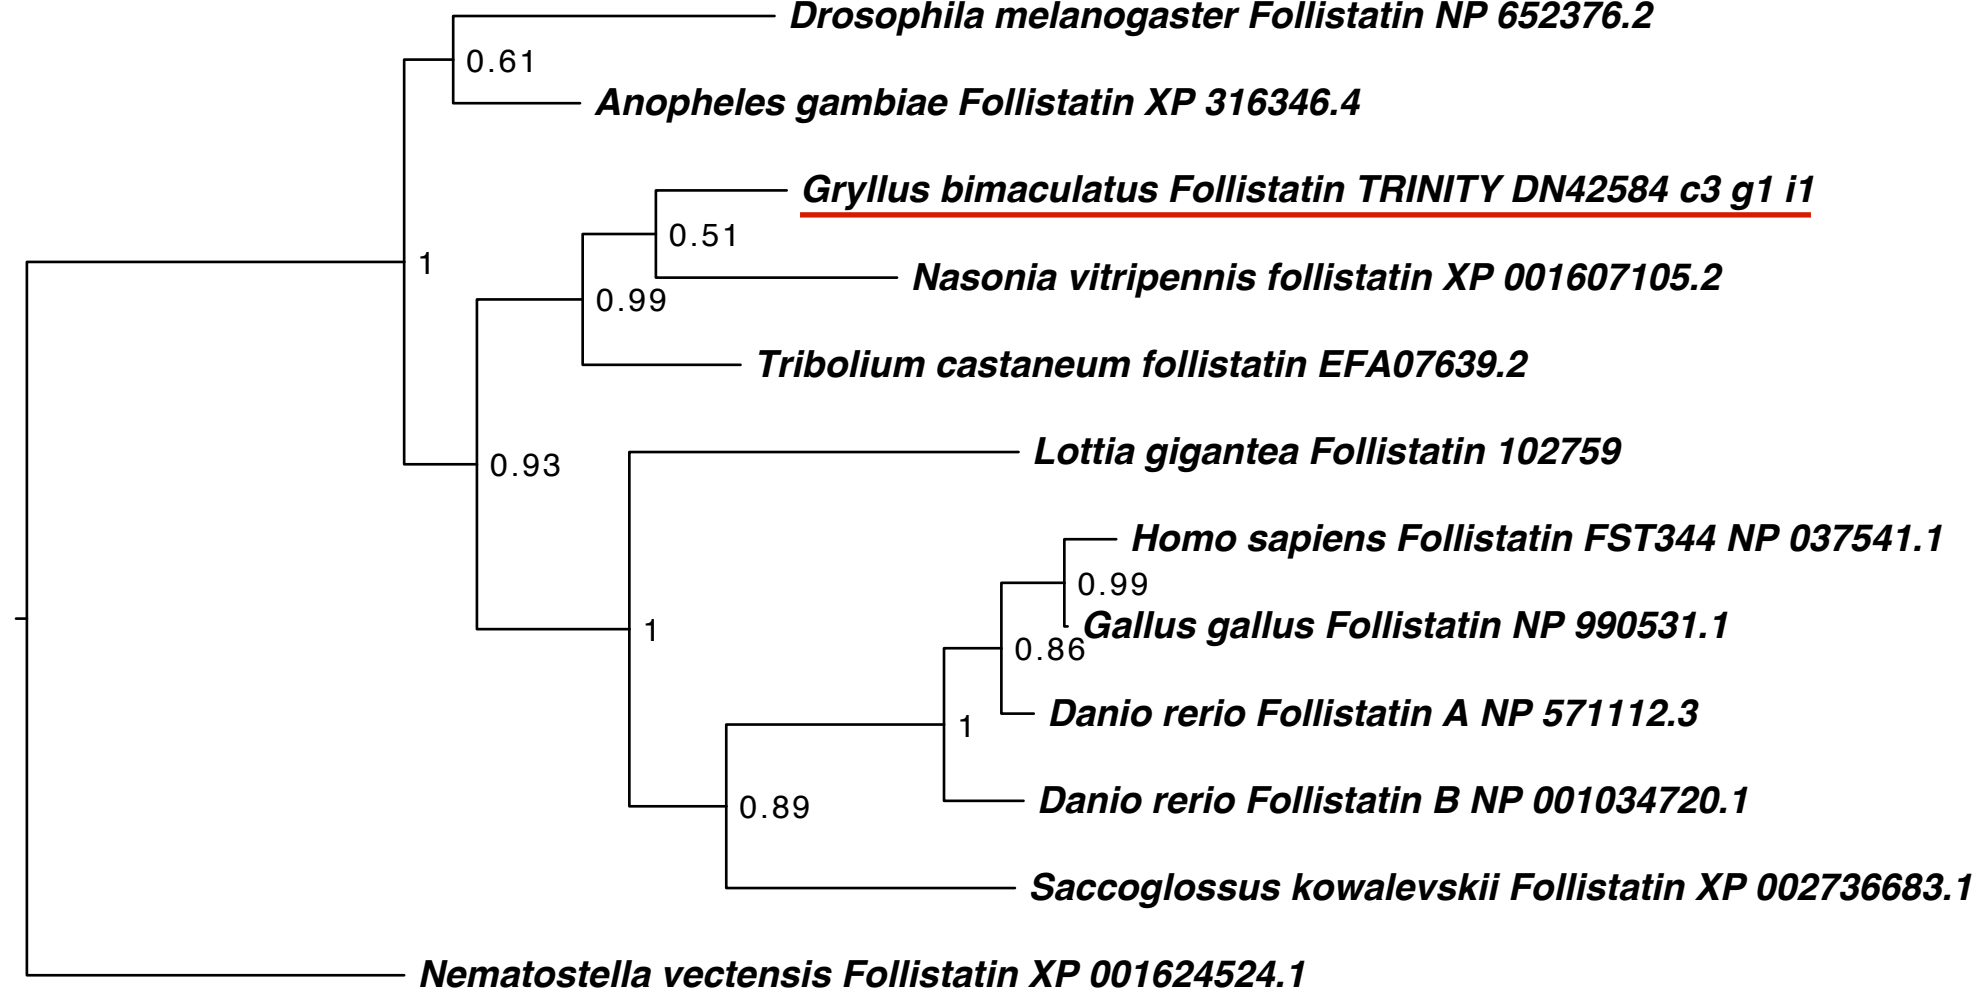 Drosophila melanogaster Follistatin NP 652376.2
0.61
Anopheles gambiae Follistatin XP 316346.4
Gryllus bimaculatus Follistatin TRINITY DN42584 c3 g1 i1
0.51
1
Nasonia vitripennis follistatin XP 001607105.2
0.99
Tribolium castaneum follistatin EFA07639.2
Lottia gigantea Follistatin 102759
0.93
Homo sapiens Follistatin FST344 NP 037541.1
0.99
Gallus gallus Follistatin NP 990531.1
1
0.86
Danio rerio Follistatin A NP 571112.3
1
Danio rerio Follistatin B NP 001034720.1
0.89
Saccoglossus kowalevskii Follistatin XP 002736683.1
Nematostella vectensis Follistatin XP 001624524.1